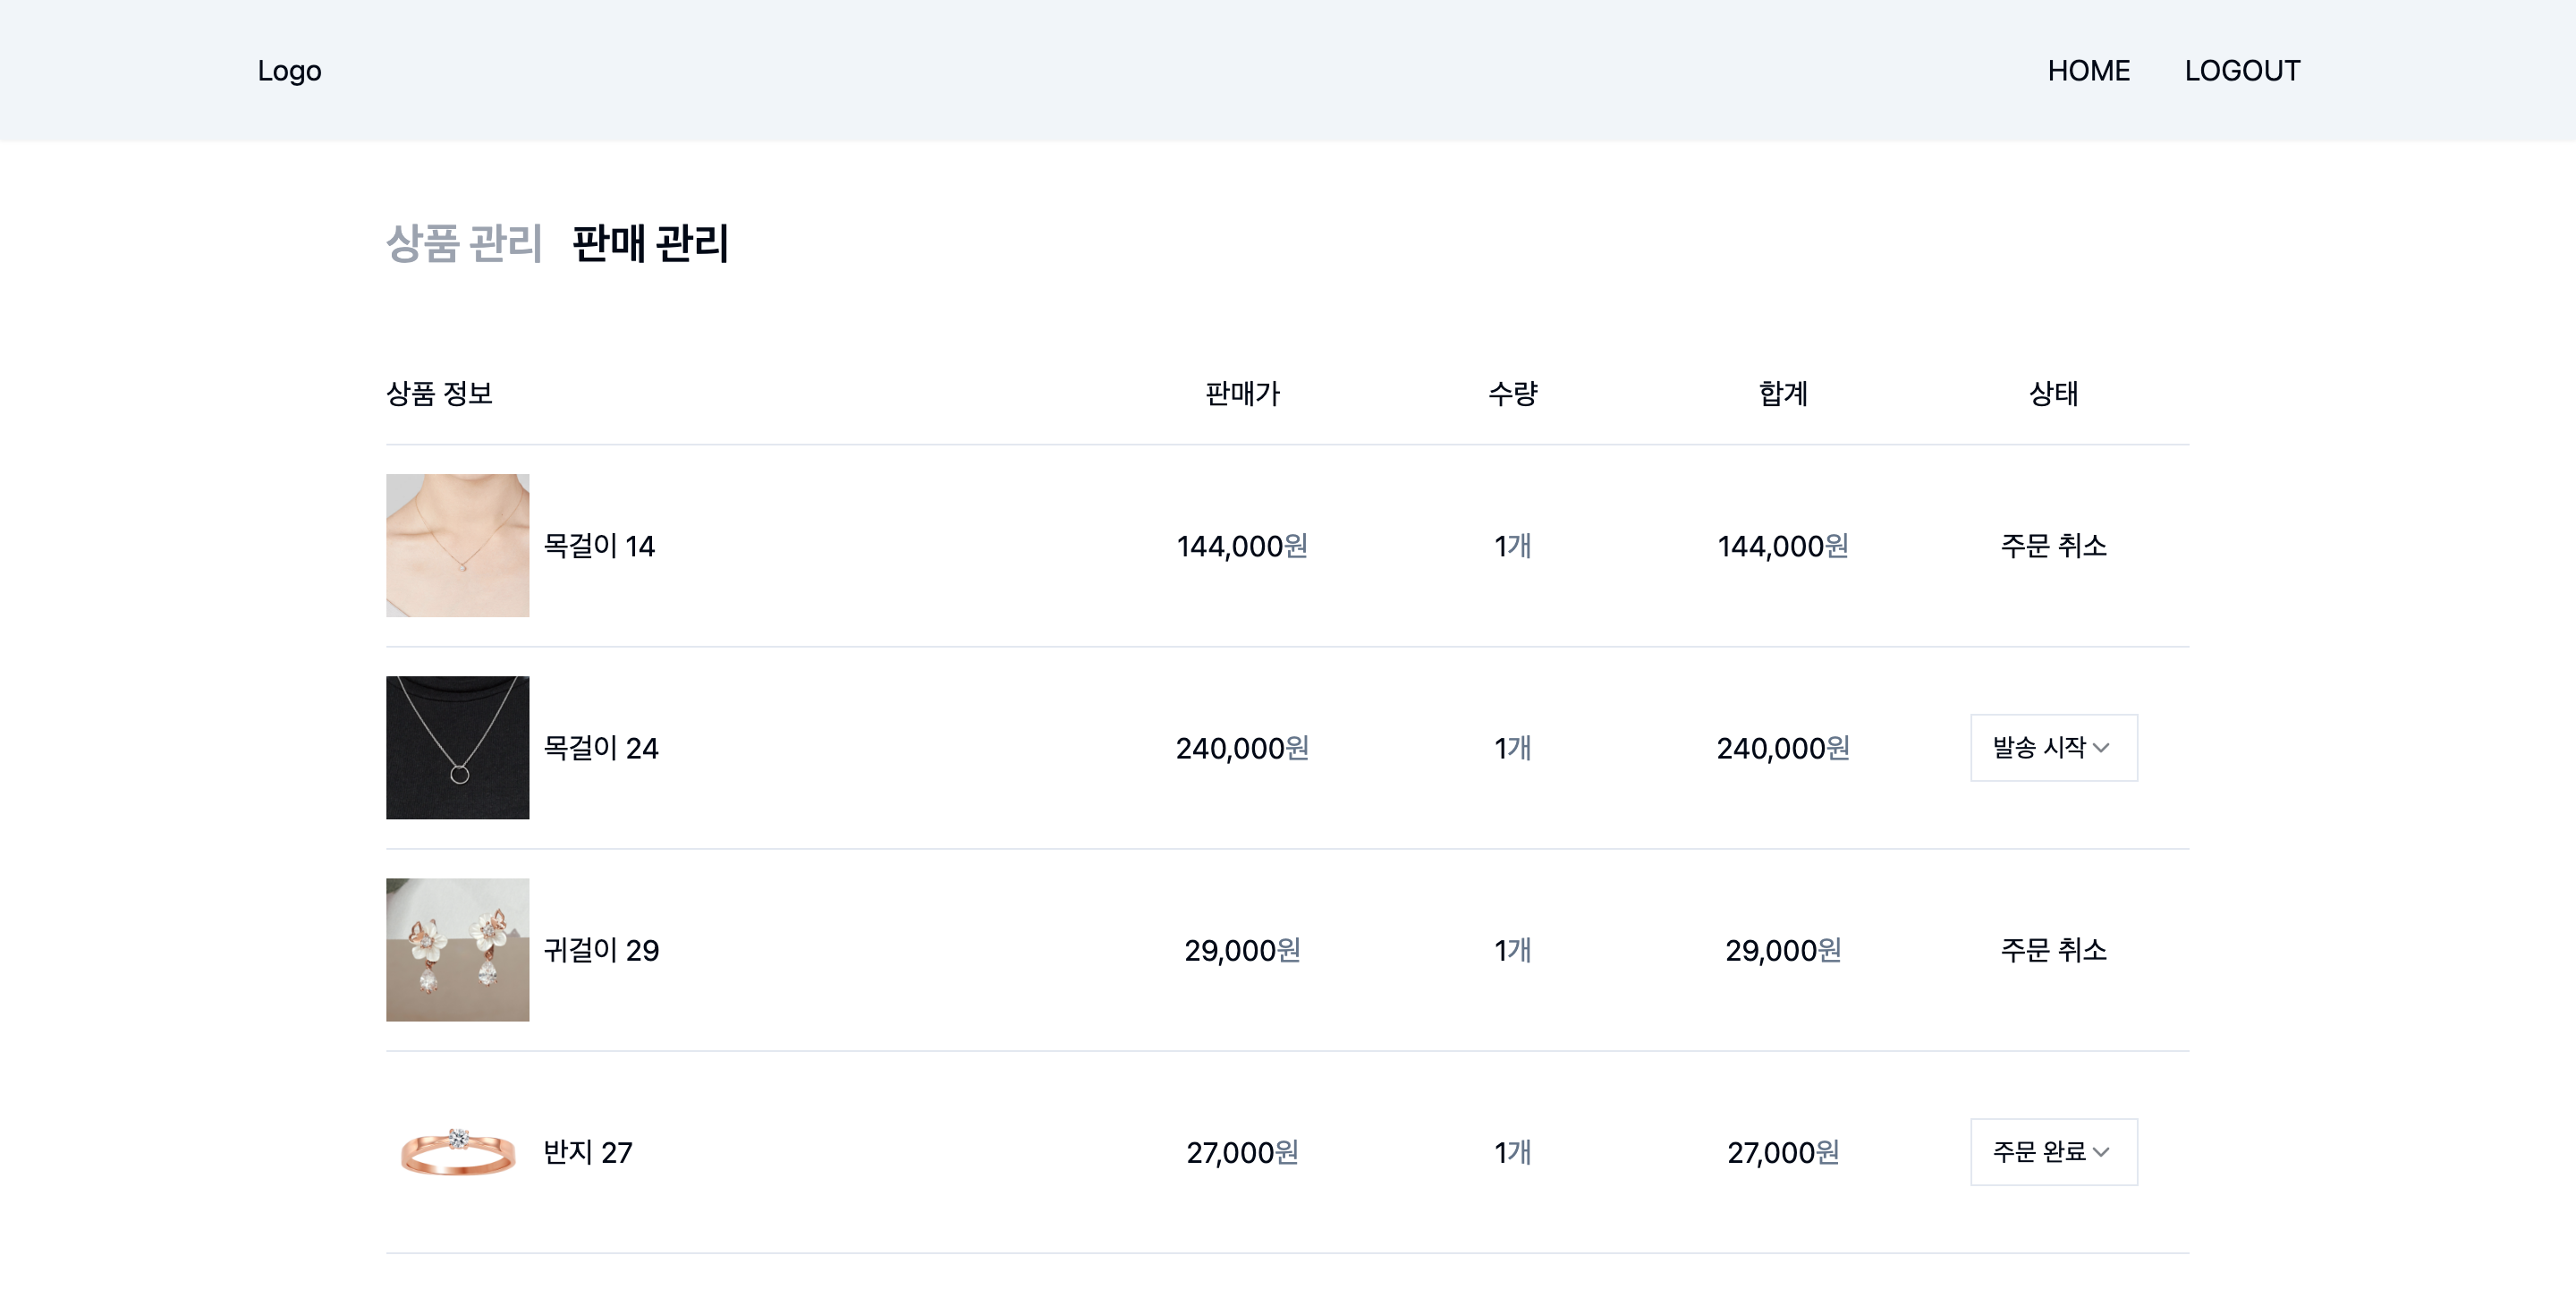 Logo HOME LOGOUT
상품 관리 판매 관리
상품 정보 판매가 수량 합계 상태
목걸이 14 144,000원 1개 144,000원 주문 취소
목걸이 24 240,000원 1개 240,000원 발송 시작
귀걸이 29 29,000원 1개 29,000원 주문 취소
반지 27 27,000원 1개 27,000원 주문 완료